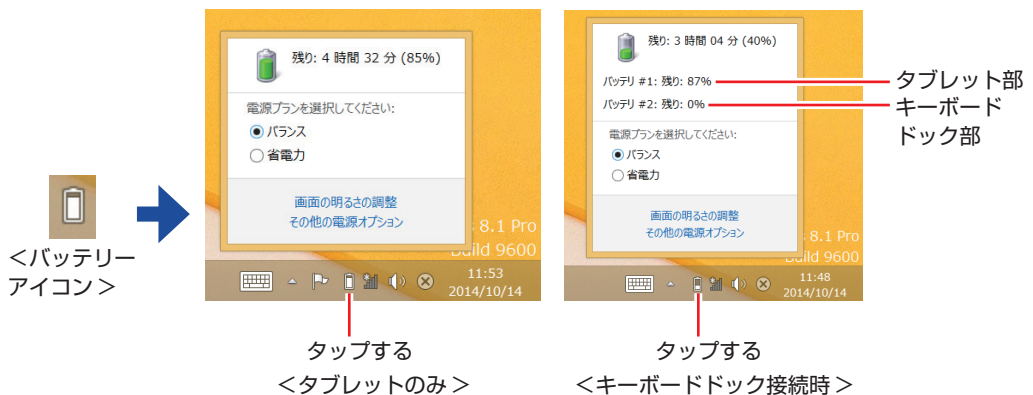 <バッテリー
アイコン>
残り: 4 時間 32 分 (85%)
電源プランを選択してください:
バランス
省電力
画面の明るさの調整
その他の電源オプション
8.1 Pro
Build 9600
11:53
2014/10/14
タップする
<タブレットのみ>
残り: 3 時間 04 分 (40%)
バッテリ #1: 残り: 87%
バッテリ #2: 残り: 0%
電源プランを選択してください:
バランス
省電力
画面の明るさの調整
その他の電源オプション
8.1 Pro
Build 9600
11:48
2014/10/14
タップする
<キーボードドック接続時>
タブレット部
キーボード
ドック部